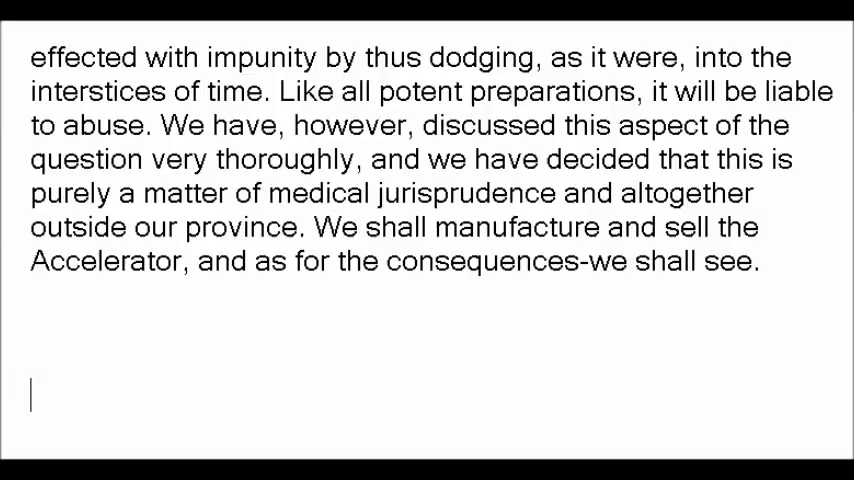 effected with impunity by thus dodging, as it were, into the
interstices of time. Like all potent preparations, it will be liable
to abuse. We have, however, discussed this aspect of the
question very thoroughly, and we have decided that this is
purely a matter of medical jurisprudence and altogether
outside our province. We shall manufacture and sell the
Accelerator, and as for the consequences-we shall see.